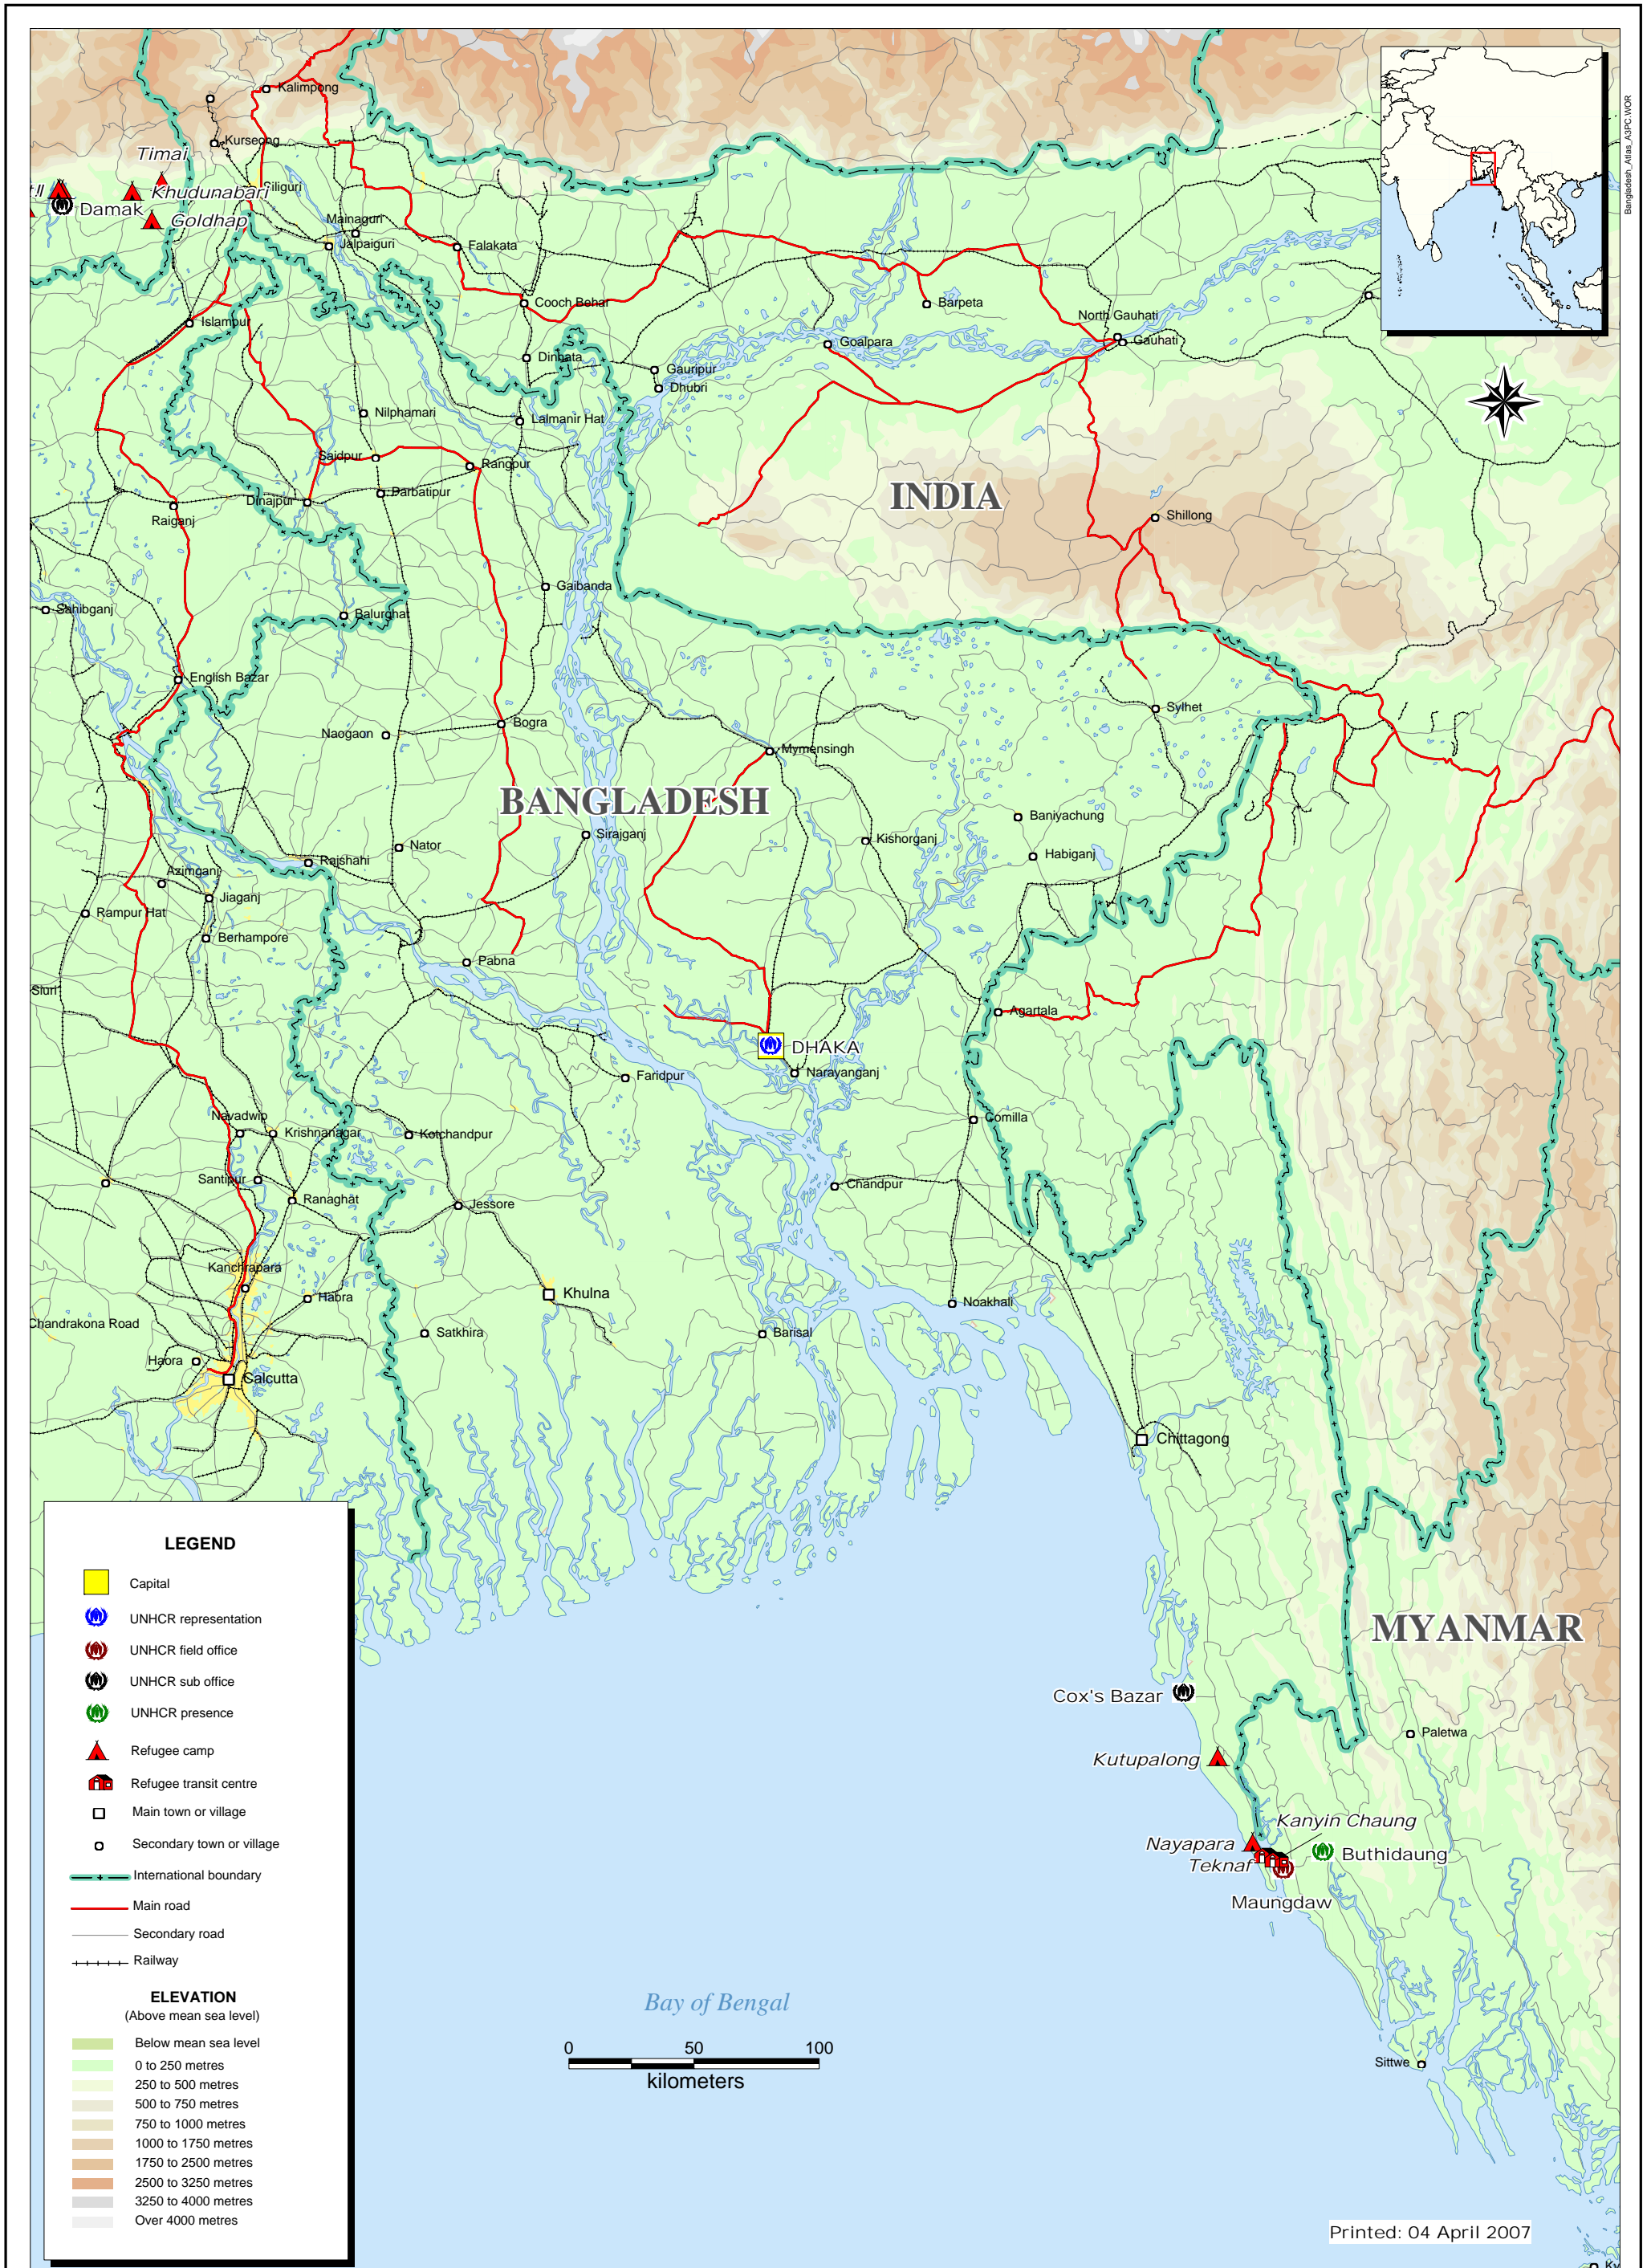 Kalimpong
Kurseong
Timai
Khudunabari
Siliguri
Damak
Goldhap
Mainaguri
Jalpaiguri
Falakata
Cooch Behar
Barpeta
North Gauhati
Gauhati
Islampur
Goalpara
Dinhata
Gauripur
Dhubri
Nilphamari
Lalmanir Hat
Saidpur
Rangpur
INDIA
Parbatipur
Dinajpur
Raiganj
Shillong
Gaibanda
Sahibganj
Balurghat
English Bazar
Sylhet
Bogra
Naogaon
Mymensingh
BANGLADESH
Baniyachung
Sirajganj
Kishorganj
Nator
Habiganj
Rajshahi
Azimganj
Jiaganj
Rampur Hat
Berhampore
Pabna
Siuri
Agartala
DHAKA
Narayanganj
Faridpur
Navadwip
Krishnanagar
Kotchandpur
Comilla
Santipur
Ranaghat
Jessore
Chandpur
Kanchrapara
Habra
Khulna
Noakhali
Chandrakona Road
Satkhira
Barisal
Haora
Calcutta
Chittagong
MYANMAR
Cox's Bazar
Paletwa
Kutupalong
Kanyin Chaung
Nayapara
Buthidaung
Teknaf
Maungdaw
Bay of Bengal
0 50 100
kilometers
Sittwe
Printed: 04 April 2007
LEGEND
Capital
UNHCR representation
UNHCR field office
UNHCR sub office
UNHCR presence
Refugee camp
Refugee transit centre
Main town or village
Secondary town or village
International boundary
Main road
Secondary road
Railway
ELEVATION
(Above mean sea level)
Below mean sea level
0 to 250 metres
250 to 500 metres
500 to 750 metres
750 to 1000 metres
1000 to 1750 metres
1750 to 2500 metres
2500 to 3250 metres
3250 to 4000 metres
Over 4000 metres
Bangladesh_Atlas_A3PC.WOR